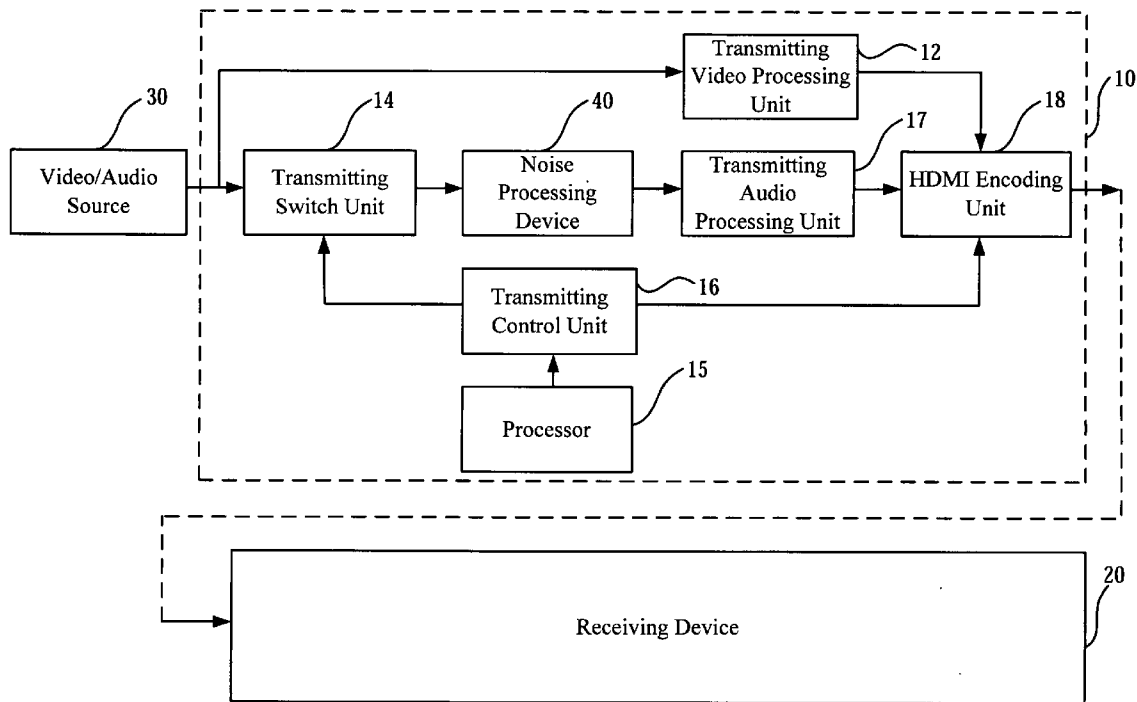 Transmitting
Video Processing
Unit
12
10
30
14
40
17
18
Video/Audio
Source
Transmitting
Switch Unit
Noise
Processing
Device
Transmitting
Audio
Processing Unit
HDMI Encoding
Unit
16
Transmitting
Control Unit
15
Processor
20
Receiving Device